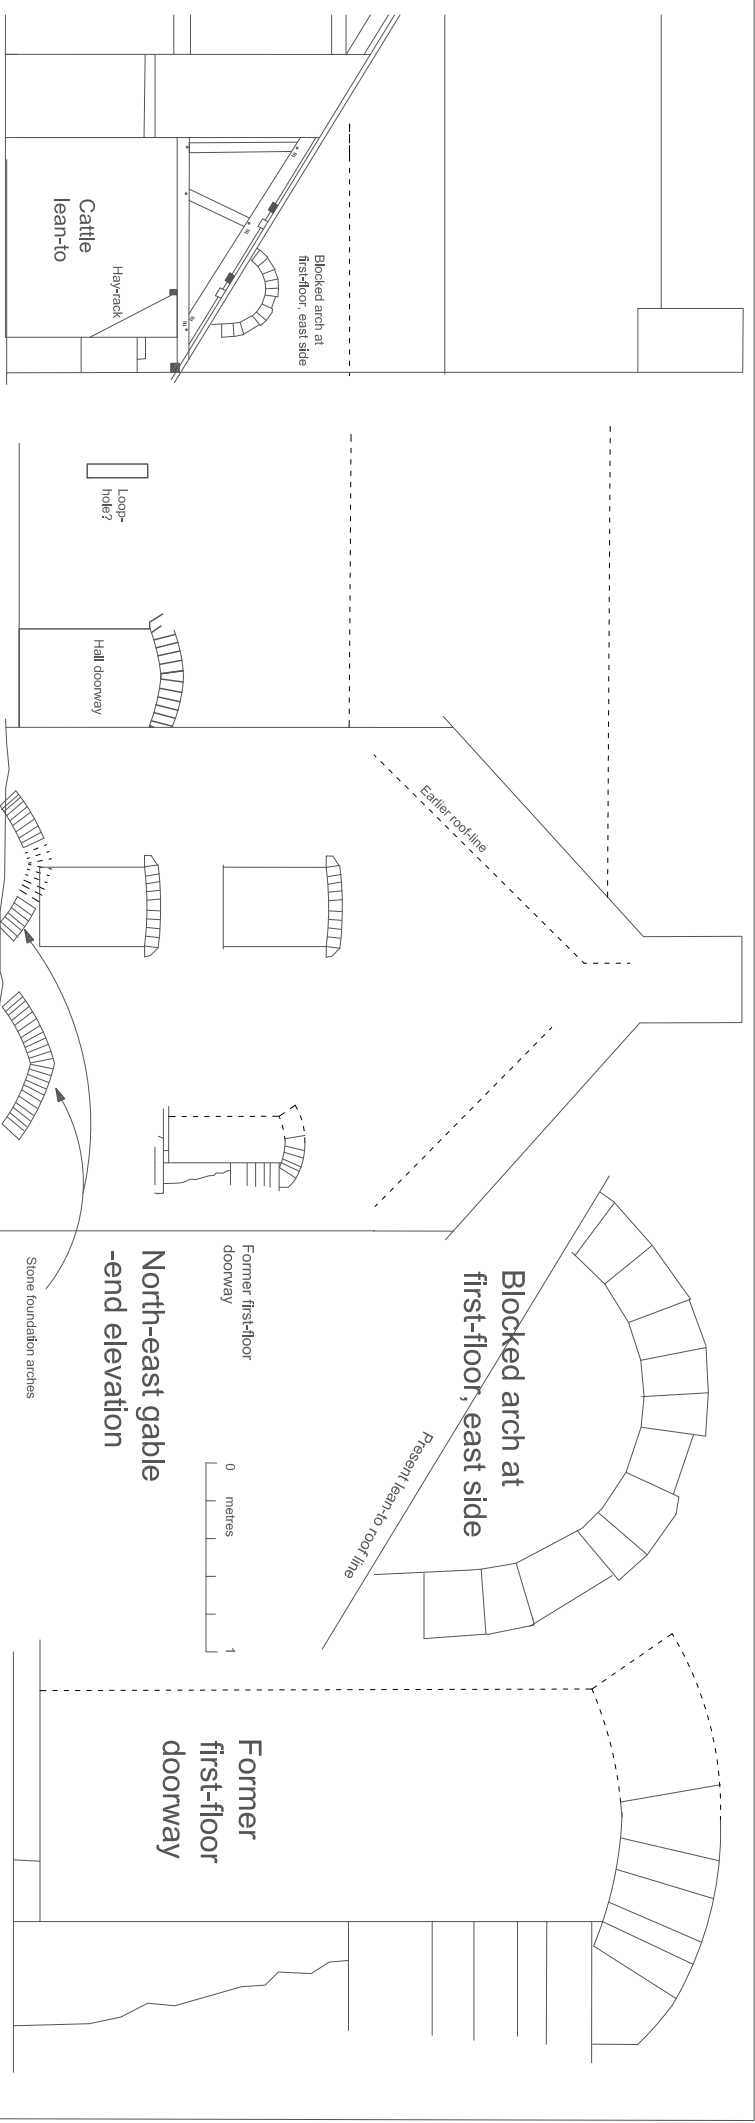 Cattle
lean-to
Hay-rack
Blocked arch at
first-floor, east side
Loop-
hole?
Hall doorway
Earlier roof-line
Stone foundation arches
North-east gable
-end elevation
Former first-floor
doorway
0 metres 1
Blocked arch at
first-floor, east side
Present lean-to roof line
Former
first-floor
doorway